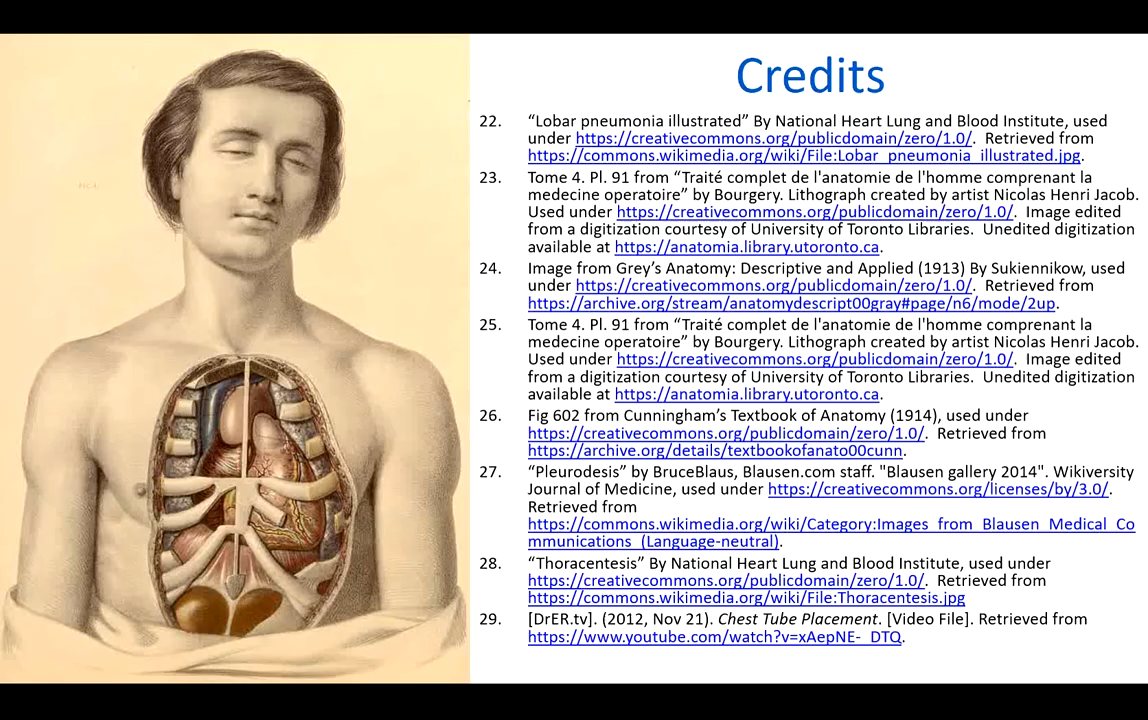 Credits
22. “Lobar pneumonia illustrated” By National Heart Lung and Blood Institute, used
under https://creativecommons.org/publicdomain/zero/1.0/. Retrieved from
https://commons.wikimedia.org/wiki/File:Lobar_pneumonia_illustrated.jpg.
23. Tome 4. Pl. 91 from “Traité complet de l'anatomie de l'homme comprenant la
medecine operatoire” by Bourgery. Lithograph created by artist Nicolas Henri Jacob.
Used under https://creativecommons.org/publicdomain/zero/1.0/. Image edited
from a digitization courtesy of University of Toronto Libraries. Unedited digitization
available at https://anatomia.library.utoronto.ca.
24. Image from Grey’s Anatomy: Descriptive and Applied (1913) By Sukiennikow, used
under https://creativecommons.org/publicdomain/zero/1.0/. Retrieved from
https://archive.org/stream/anatomydescript00gray#page/n6/mode/2up.
25. Tome 4. Pl. 91 from “Traité complet de l'anatomie de l'homme comprenant la
medecine operatoire” by Bourgery. Lithograph created by artist Nicolas Henri Jacob.
Used under https://creativecommons.org/publicdomain/zero/1.0/. Image edited
from a digitization courtesy of University of Toronto Libraries. Unedited digitization
available at https://anatomia.library.utoronto.ca.
26. Fig 602 from Cunningham’s Textbook of Anatomy (1914), used under
https://creativecommons.org/publicdomain/zero/1.0/. Retrieved from
https://archive.org/details/textbookofanato00cunn.
27. “Pleurodesis” by BruceBlaus, Blausen.com staff. "Blausen gallery 2014". Wikiversity
Journal of Medicine, used under https://creativecommons.org/licenses/by/3.0/.
Retrieved from
https://commons.wikimedia.org/wiki/Category:Images_from_Blausen_Medical_Co
mmunications_(Language-neutral).
28. “Thoracentesis” By National Heart Lung and Blood Institute, used under
https://creativecommons.org/publicdomain/zero/1.0/. Retrieved from
https://commons.wikimedia.org/wiki/File:Thoracentesis.jpg
29. [DrER.tv]. (2012, Nov 21). Chest Tube Placement. [Video File]. Retrieved from
https://www.youtube.com/watch?v=xAepNE-_DTQ.